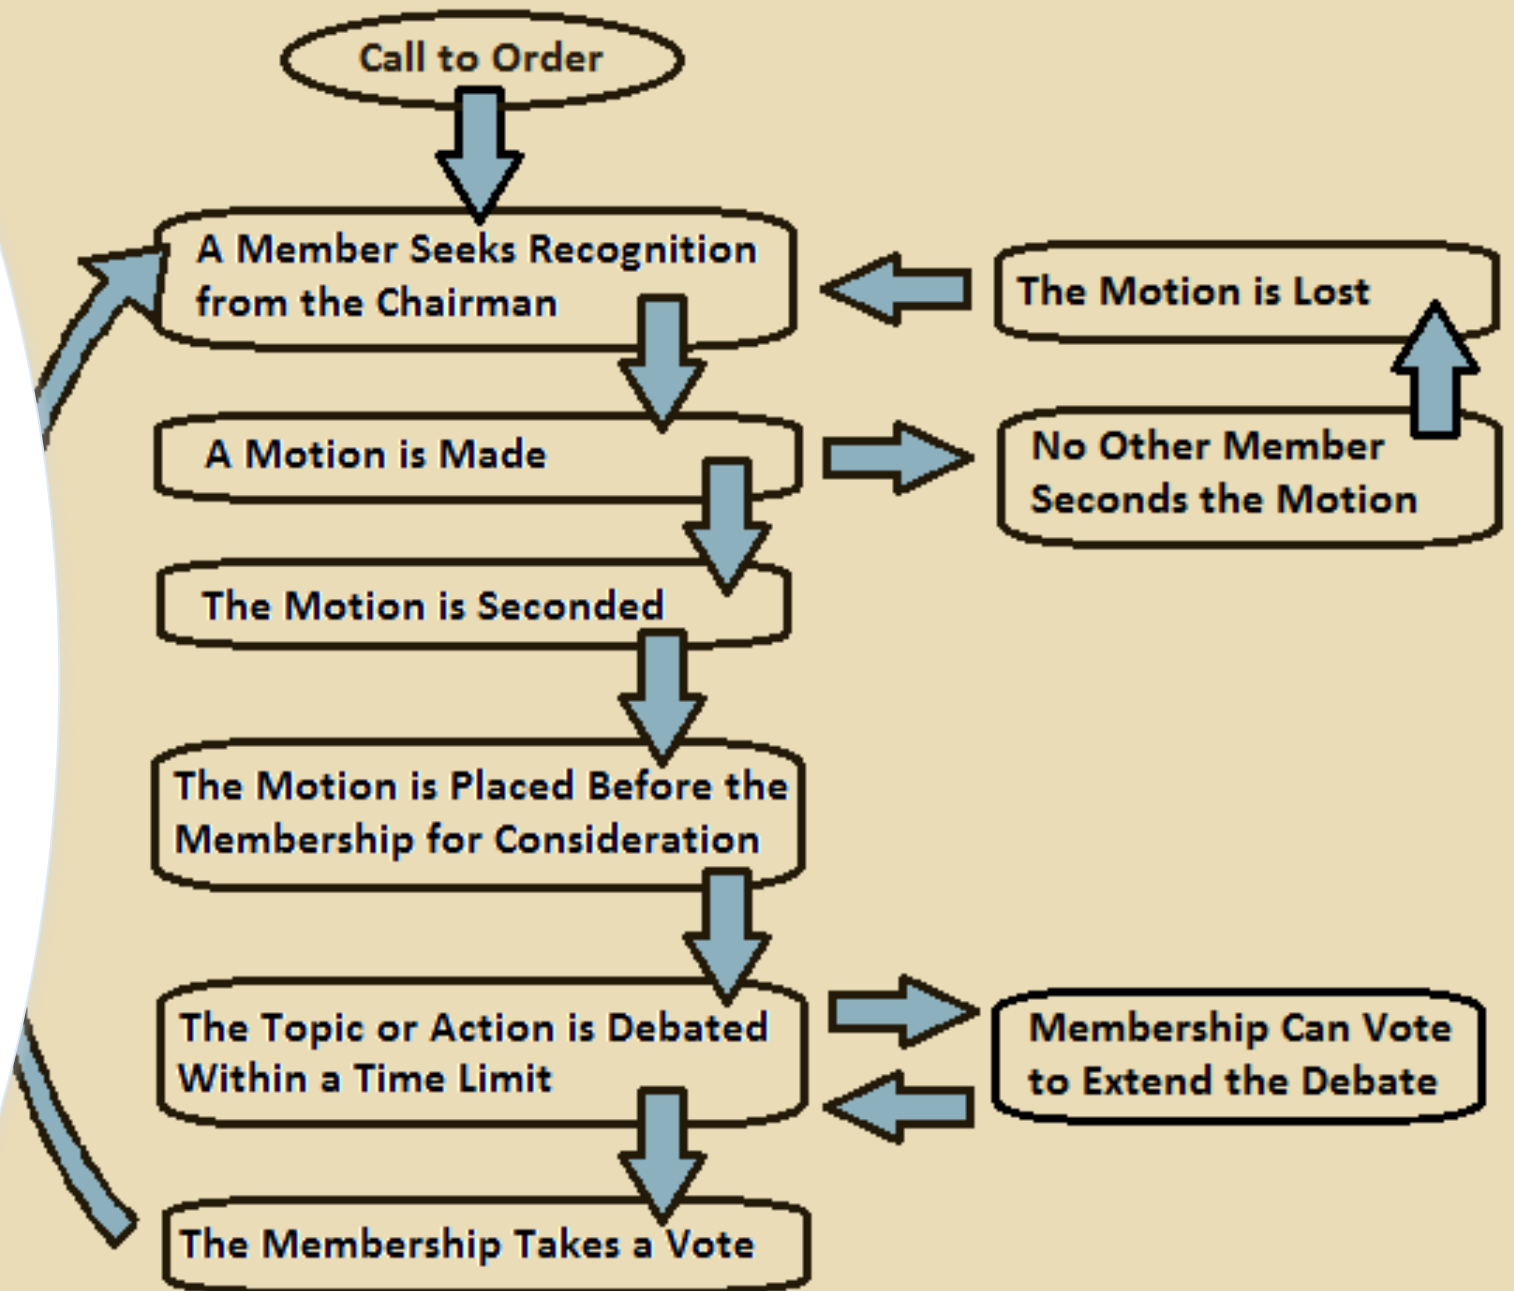 Call to Order
A Member Seeks Recognition
from the Chairman
The Motion is Lost
A Motion is Made
No Other Member
Seconds the Motion
The Motion is Seconded
The Motion is Placed Before the
Membership for Consideration
The Topic or Action is Debated
Within a Time Limit
Membership Can Vote
to Extend the Debate
The Membership Takes a Vote